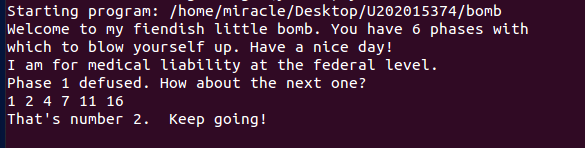 Starting program: /home/miracle/Desktop/U202015374/bomb
Welcome to my fiendish little bomb. You have 6 phases with
which to blow yourself up. Have a nice day!
I am for medical liability at the federal level.
Phase 1 defused. How about the next one?
1 2 4 7 11 16
That's number 2.  Keep going!